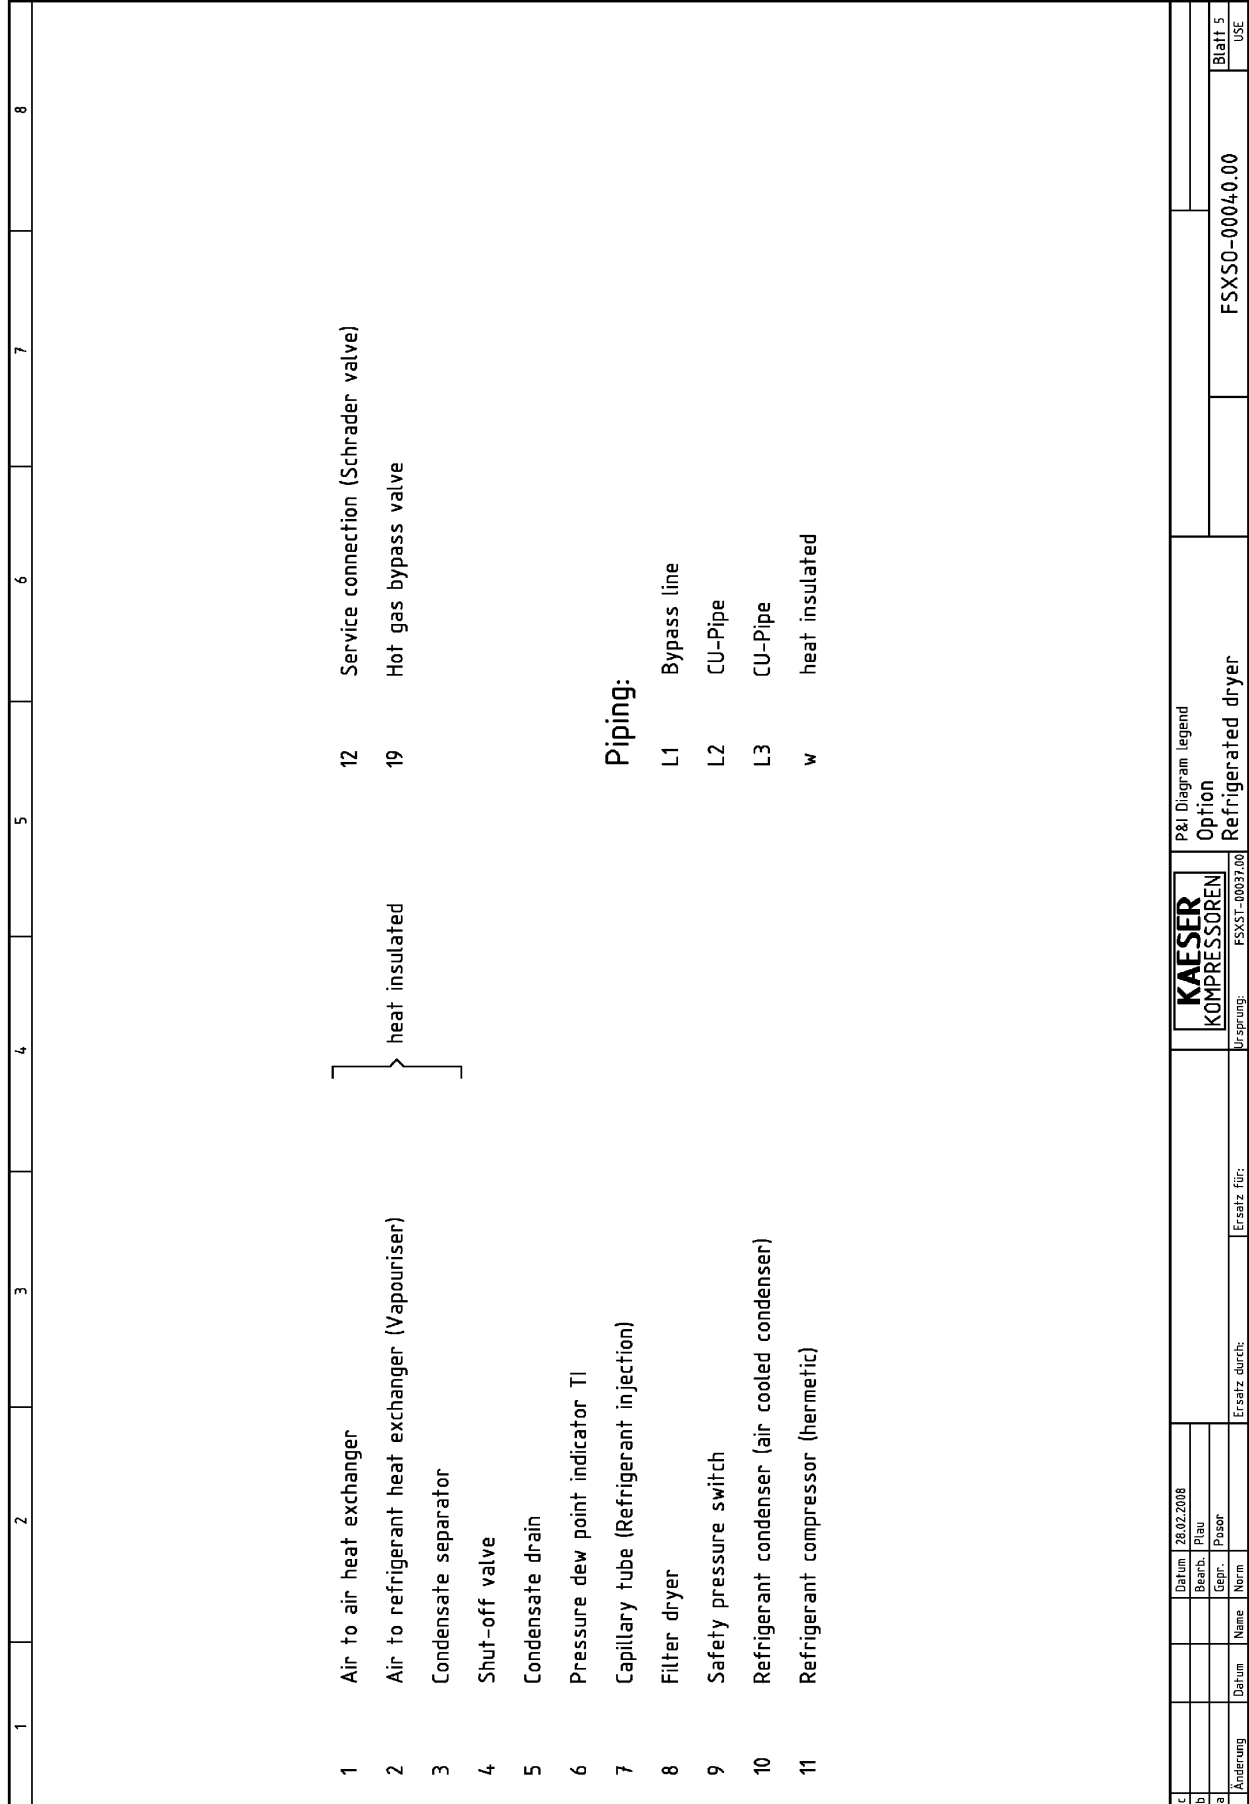 1 2 3 4 5 6 7 8
1 Air to air heat exchanger
2 Air to refrigerant heat exchanger (Vapouriser)
3 Condensate separator
heat insulated
4 Shut-off valve
5 Condensate drain
6 Pressure dew point indicator TI
7 Capillary tube (Refrigerant injection)
8 Filter dryer
9 Safety pressure switch
10 Refrigerant condenser (air cooled condenser)
11 Refrigerant compressor (hermetic)
12 Service connection (Schrader valve)
19 Hot gas bypass valve
Piping:
L1 Bypass line
L2 CU-Pipe
L3 CU-Pipe
w heat insulated
c
b
a
Änderung Datum Name
Datum 28.02.2008
Bearb. Plau
Gepr. Posor
Norm
Ersatz durch: Ersatz für:
KAESER
KOMPRESSOREN
Ursprung: FSXST-00037.00
P&I Diagram legend
Option
Refrigerated dryer
FSXSO-00040.00
Blatt 5
USE